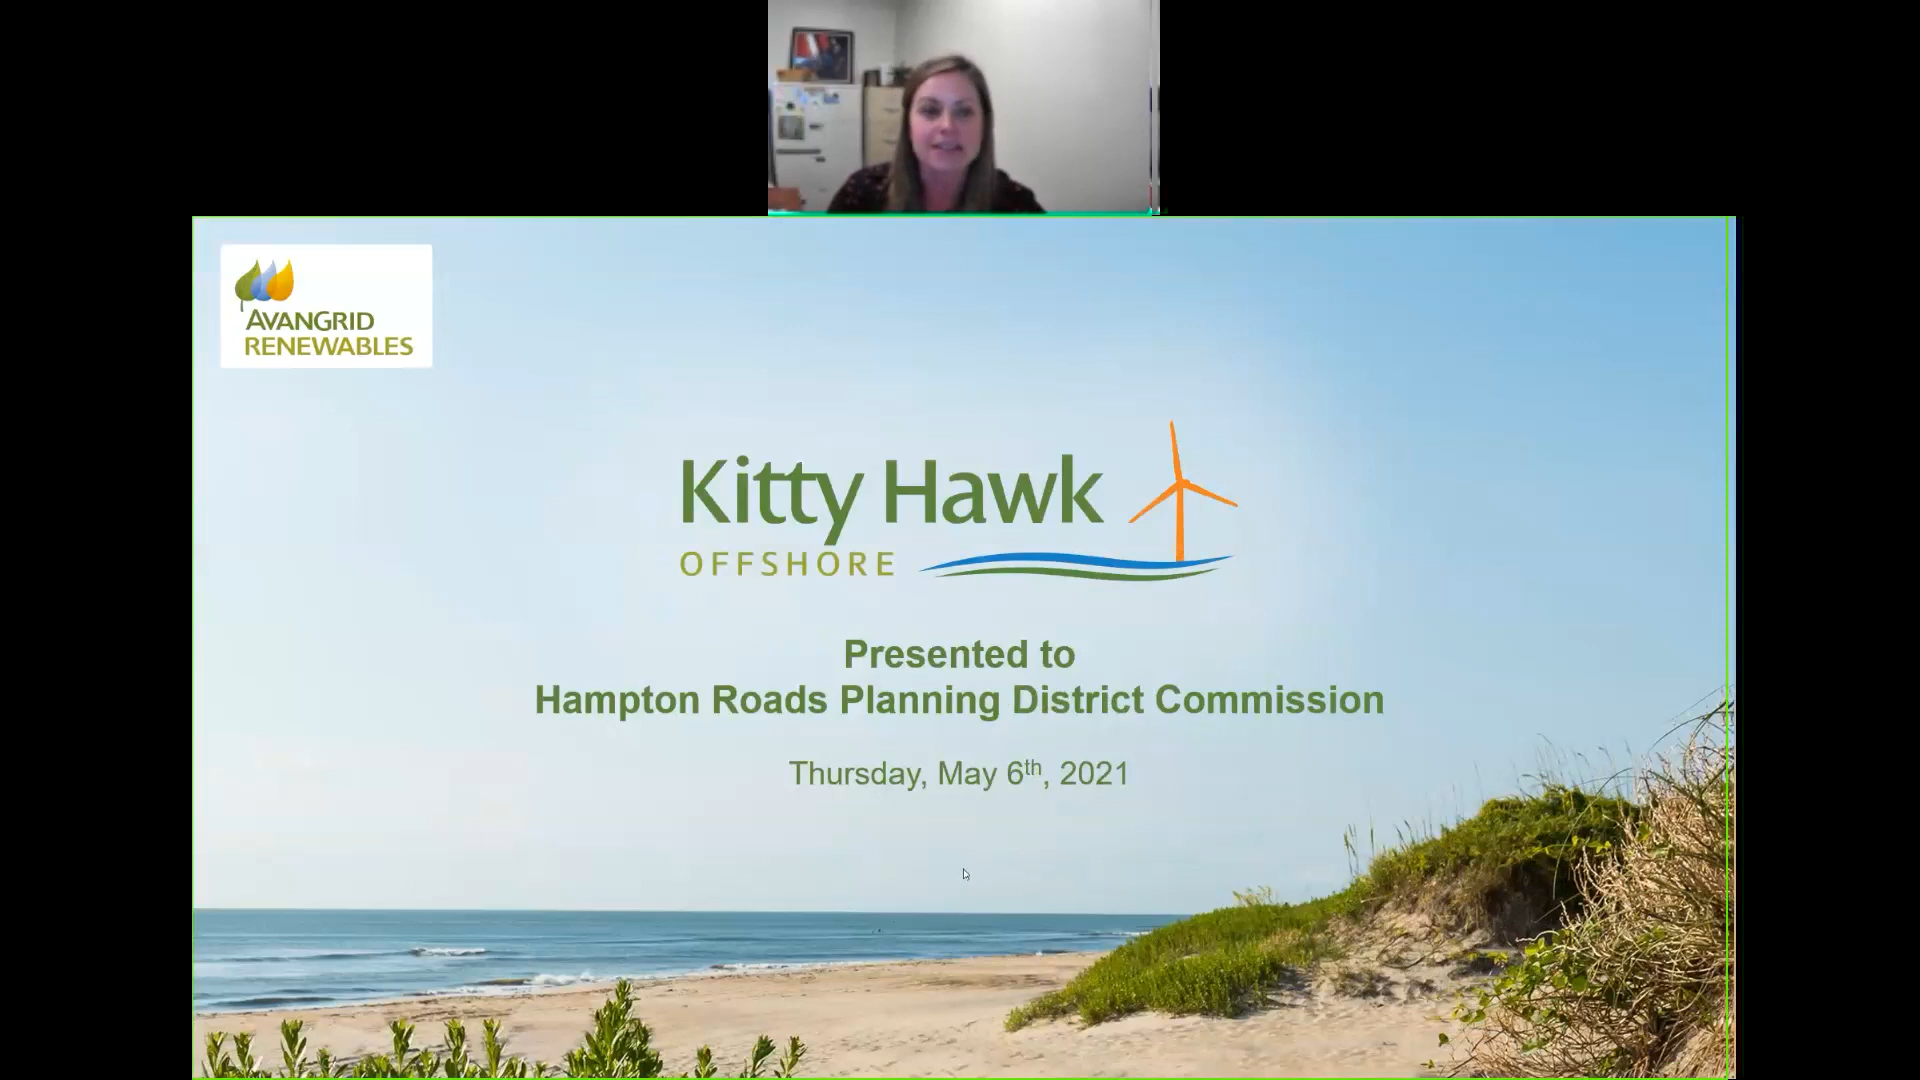 AVANGRID
RENEWABLES
Kitty Hawk
OFFSHORE
Presented to
Hampton Roads Planning District Commission
Thursday, May 6th, 2021